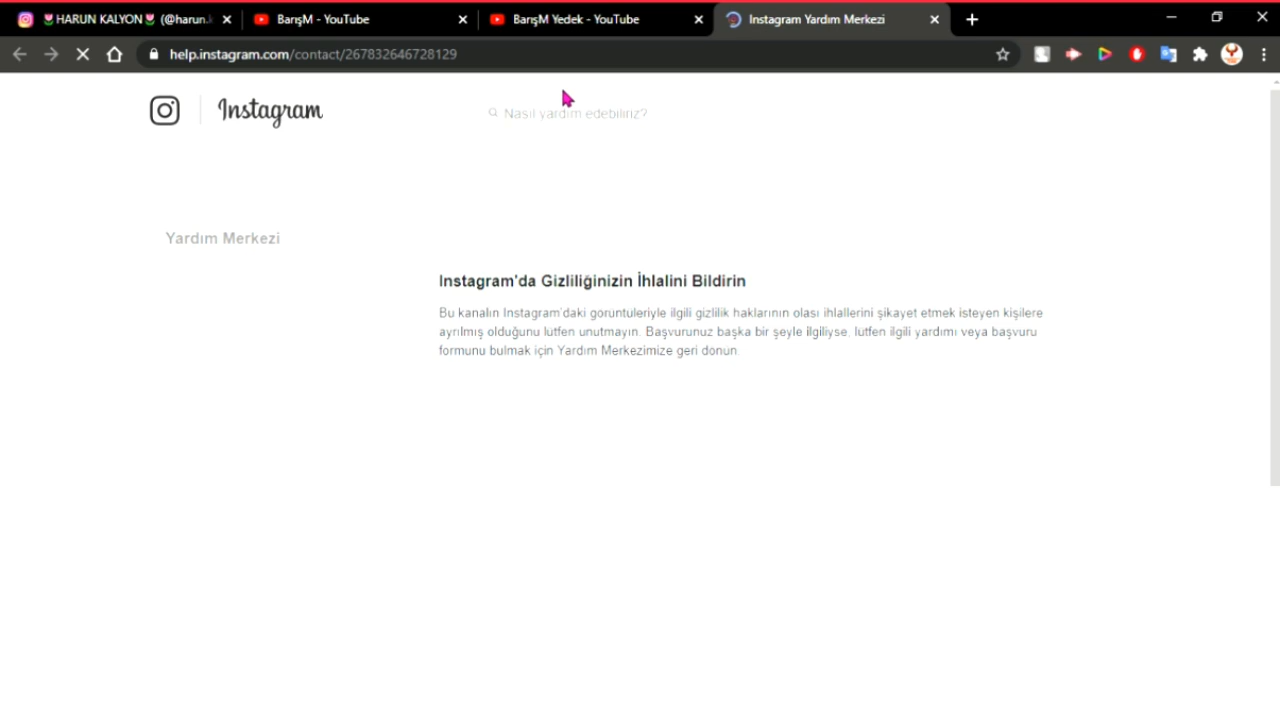 🌷HARUN KALYON🌷 (@harun.k
BarışM - YouTube
BarışM Yedek - YouTube
Instagram Yardım Merkezi
help.instagram.com/contact/267832646728129
Instagram
Nasıl yardım edebiliriz?
Yardım Merkezi
Instagram'da Gizliliğinizin İhlalini Bildirin
Bu kanalın Instagram'daki görüntüleriyle ilgili gizlilik haklarının olası ihlallerini şikayet etmek isteyen kişilere
ayrılmış olduğunu lütfen unutmayın. Başvurunuz başka bir şeyle ilgiliyse, lütfen ilgili yardımı veya başvuru
formunu bulmak için Yardım Merkezimize geri dönün.